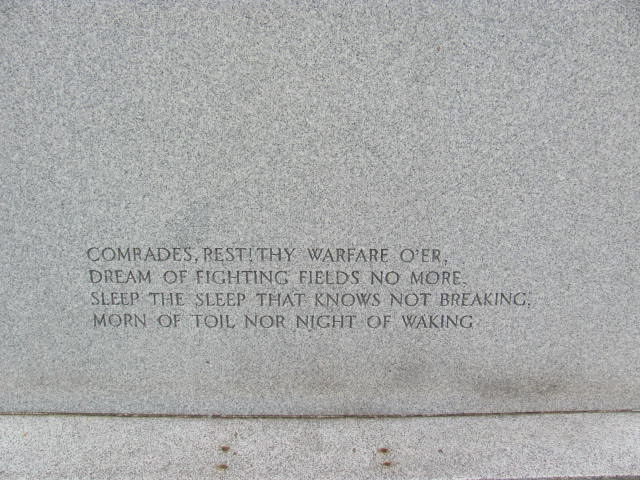 COMRADES, REST! THY WARFARE O'ER,
DREAM OF FIGHTING FIELDS NO MORE.
SLEEP THE SLEEP THAT KNOWS NOT BREAKING,
MORN OF TOIL NOR NIGHT OF WAKING